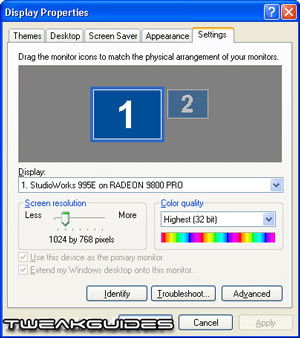 Display Properties
Themes Desktop Screen Saver Appearance Settings
Drag the monitor icons to match the physical arrangement of your monitors.
1 2
Display:
1. StudioWorks 995E on RADEON 9800 PRO
Screen resolution
Less More
1024 by 768 pixels
Color quality
Highest (32 bit)
Use this device as the primary monitor.
Extend my Windows desktop onto this monitor.
Identify Troubleshoot... Advanced
TWEAKGUIDES
Cancel Apply